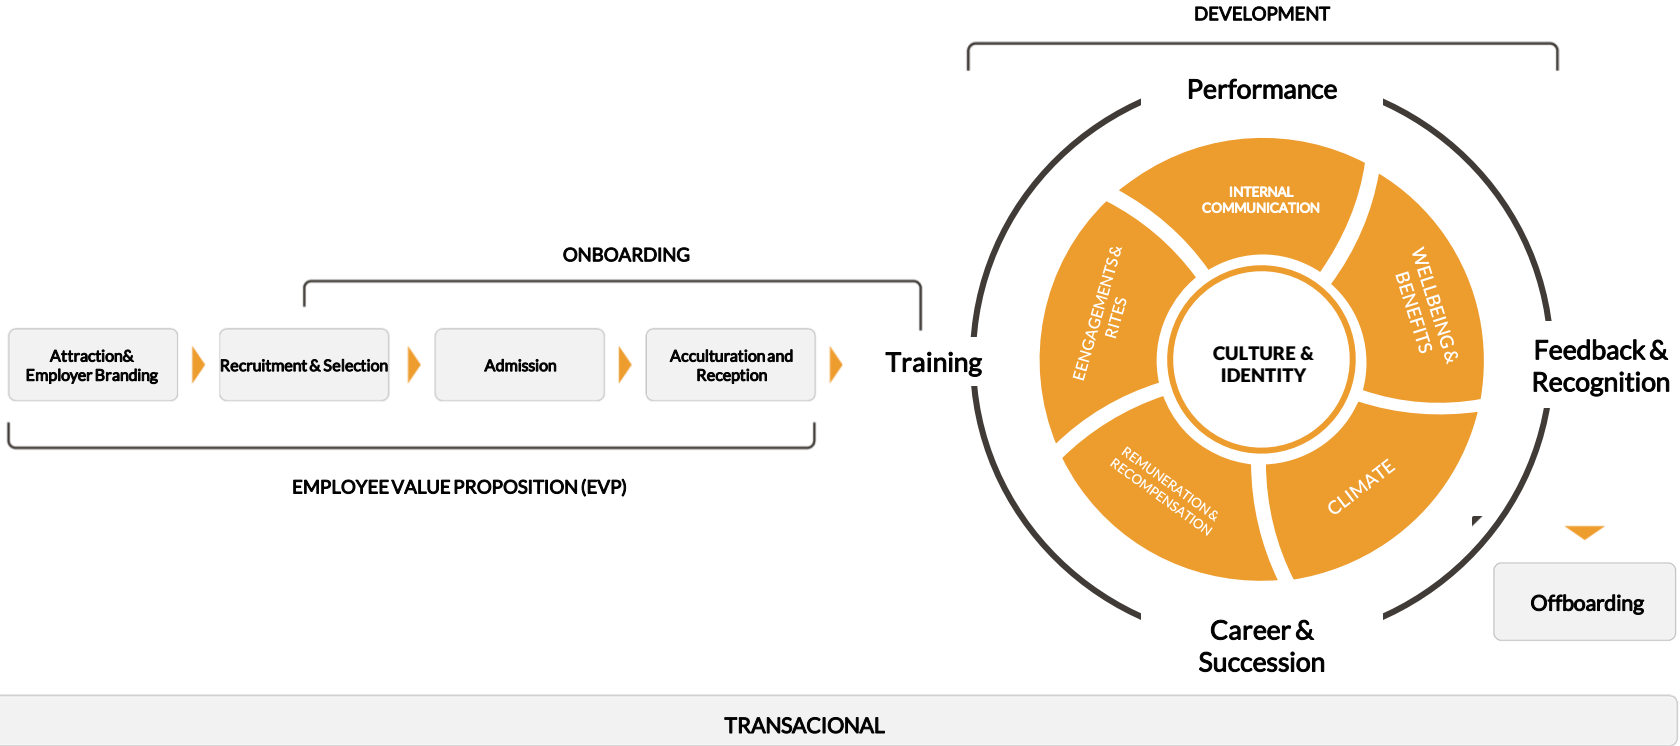 DEVELOPMENT
Performance
INTERNAL
COMMUNICATION
WELLBEING &
BENEFITS
EENGAGEMENTS &
RITES
ONBOARDING
Attraction&
Employer Branding
Recruitment & Selection
Admission
Acculturation and
Reception
Training
CULTURE &
IDENTITY
Feedback &
Recognition
EMPLOYEE VALUE PROPOSITION (EVP)
REMUNERATION &
RECOMPENSATION
CLIMATE
Offboarding
Career &
Succession
TRANSACIONAL